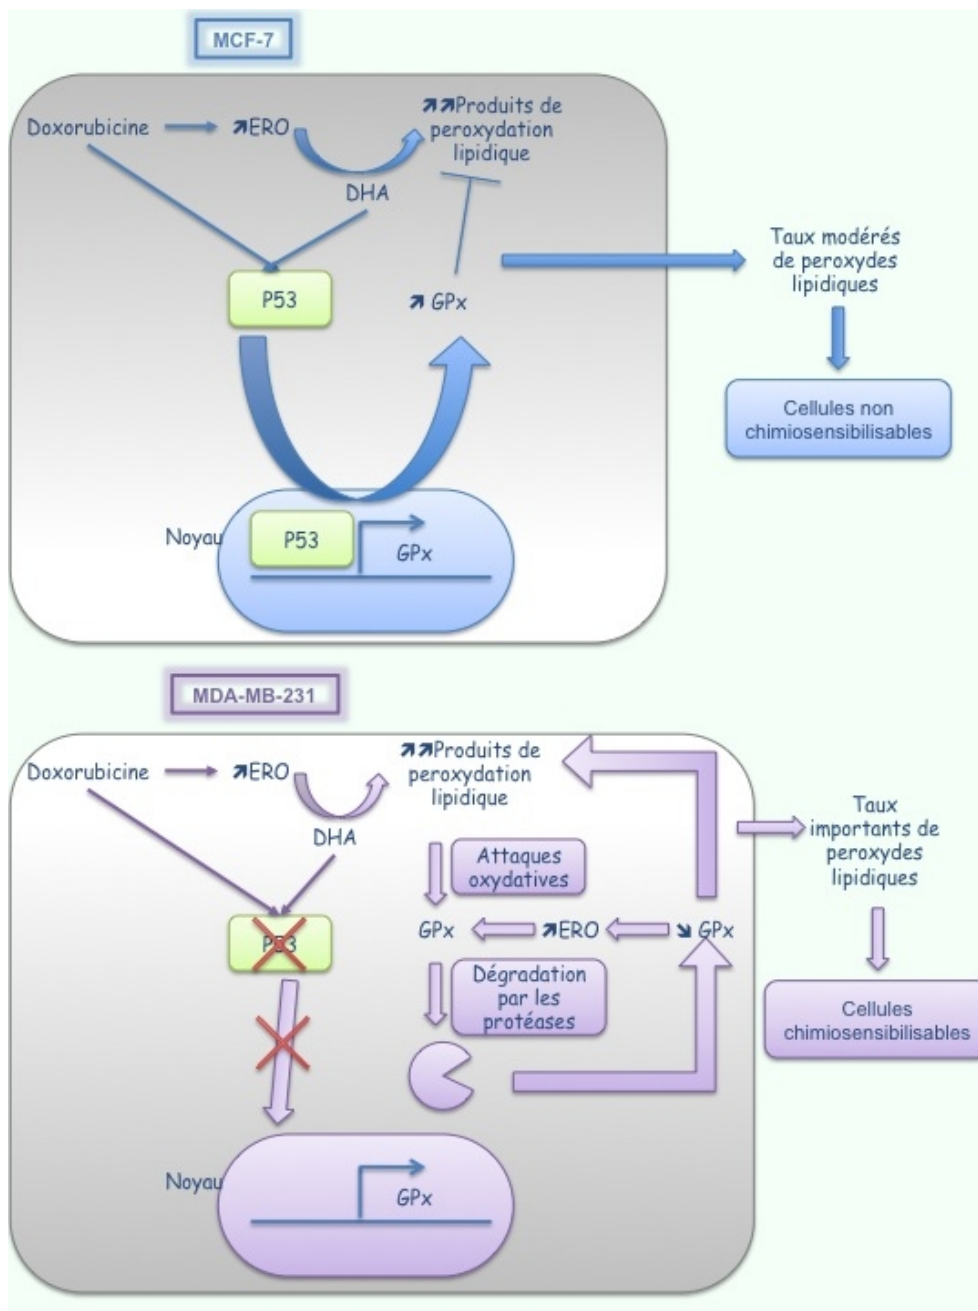 MCF-7
Doxorubicine
↗ERO
↗↗Produits de
peroxydation
lipidique
DHA
P53
↗ GPx
Taux modérés
de peroxydes
lipidiques
Cellules non
chimiosensibilisables
Noyau
P53
GPx
MDA-MB-231
Doxorubicine
↗ERO
↗↗Produits de
peroxydation
lipidique
DHA
Taux
importants de
peroxydes
lipidiques
Attaques
oxydatives
P53
GPx
↗ERO
↘ GPx
Dégradation
par les
protéases
Cellules
chimiosensibilisables
Noyau
GPx